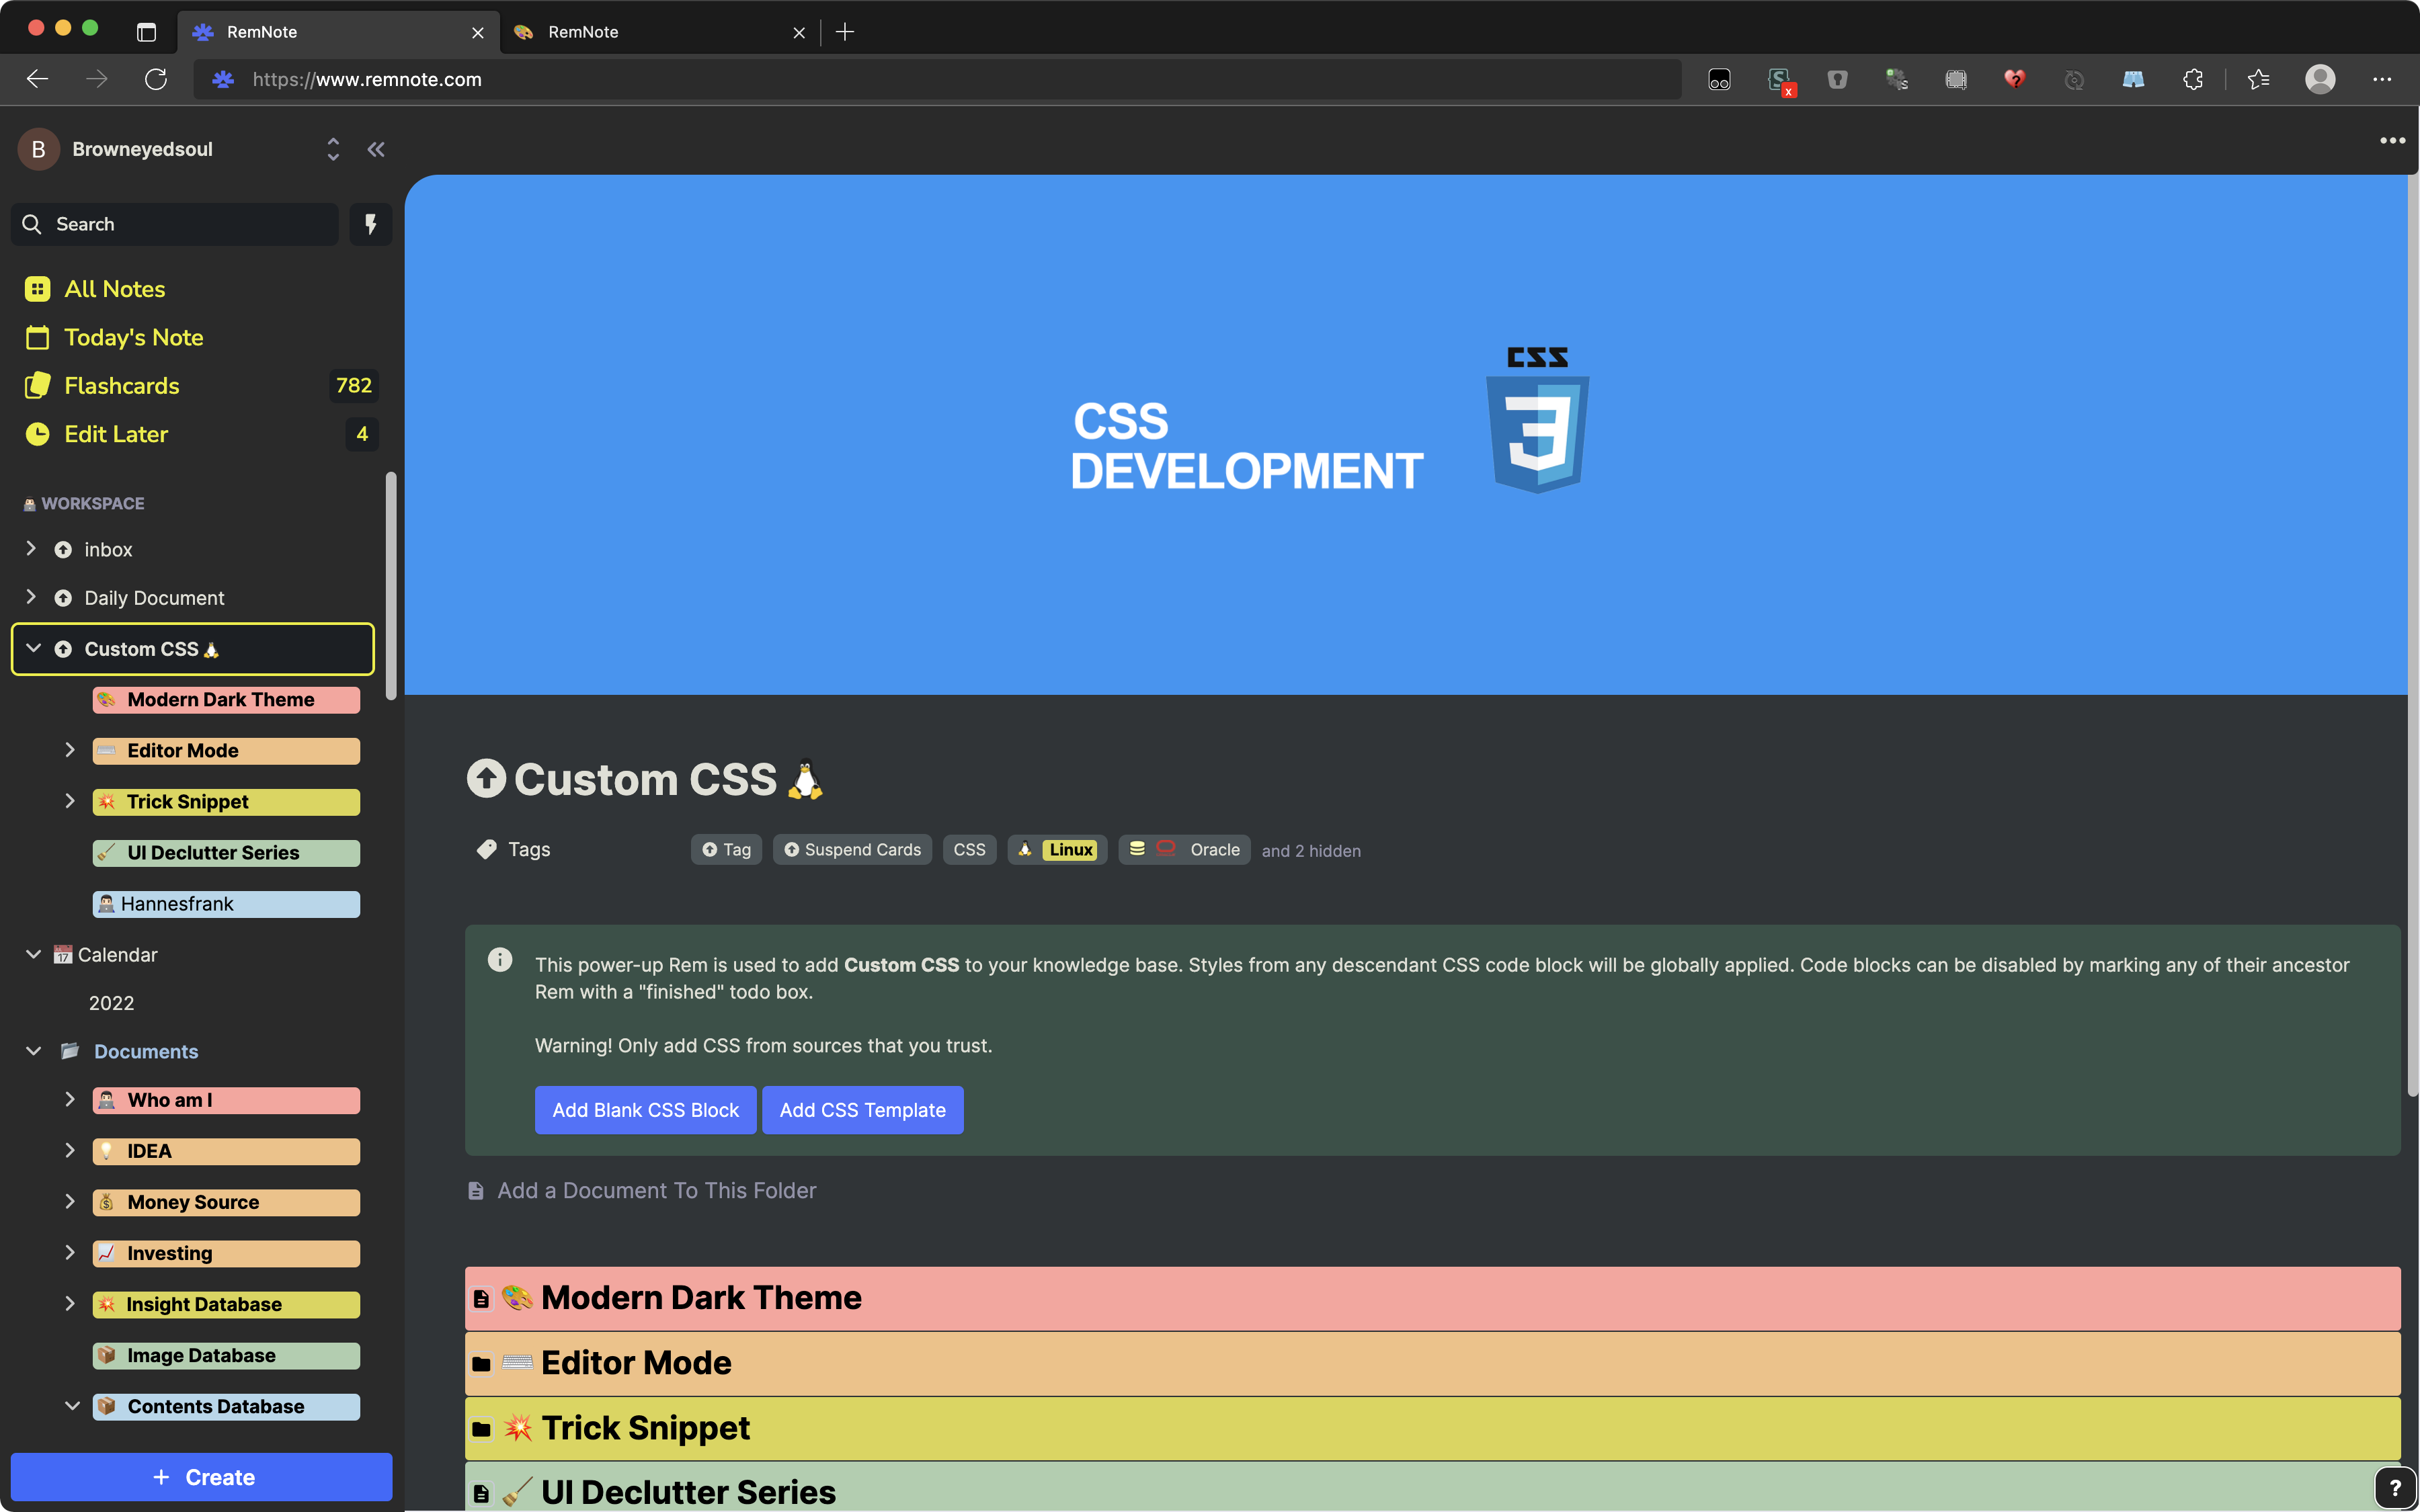 RemNote
RemNote
https://www.remnote.com
B
Browneyedsoul
Search
All Notes
Today's Note
Flashcards 782
Edit Later 4
WORKSPACE
inbox
Daily Document
Custom CSS
Modern Dark Theme
Editor Mode
Trick Snippet
UI Declutter Series
Hannesfrank
17 Calendar
2022
Documents
Who am I
IDEA
Money Source
Investing
Insight Database
Image Database
Contents Database
+ Create
CSS
CSS
DEVELOPMENT
Custom CSS
Tags Tag Suspend Cards CSS Linux Oracle and 2 hidden
This power-up Rem is used to add Custom CSS to your knowledge base. Styles from any descendant CSS code block will be globally applied. Code blocks can be disabled by marking any of their ancestor
Rem with a "finished" todo box.
Warning! Only add CSS from sources that you trust.
Add Blank CSS Block Add CSS Template
Add a Document To This Folder
Modern Dark Theme
Editor Mode
Trick Snippet
UI Declutter Series
?